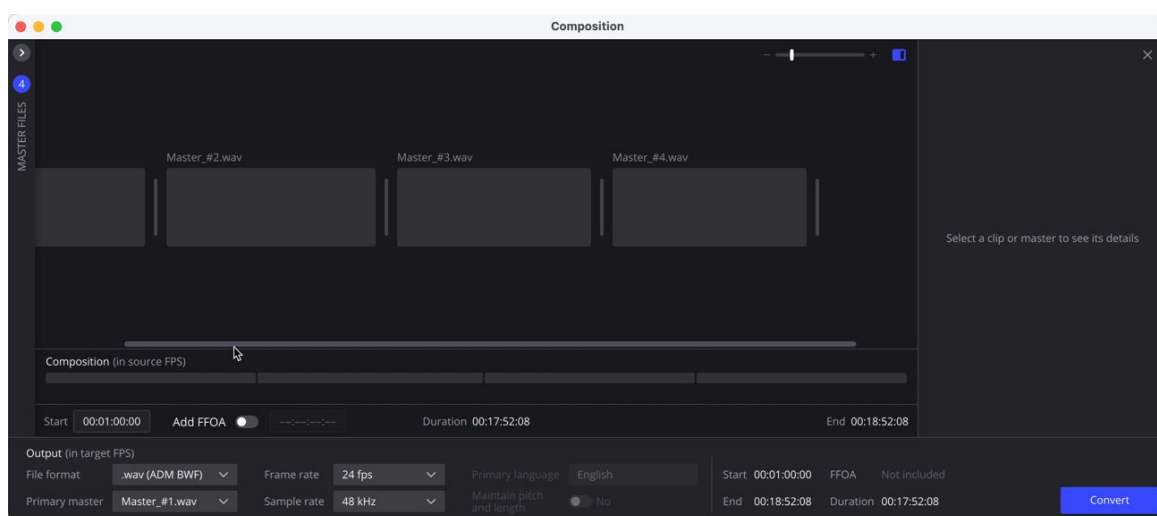 Composition
4
MASTER FILES
Master_#2.wav Master_#3.wav Master_#4.wav
Select a clip or master to see its details
Composition (in source FPS)
Start 00:01:00:00 Add FFOA --:--:--:-- Duration 00:17:52:08 End 00:18:52:08
Output (in target FPS)
File format .wav (ADM BWF) Frame rate 24 fps Primary language English Start 00:01:00:00 FFOA Not included
Primary master Master_#1.wav Sample rate 48 kHz Maintain pitch and length No End 00:18:52:08 Duration 00:17:52:08 Convert